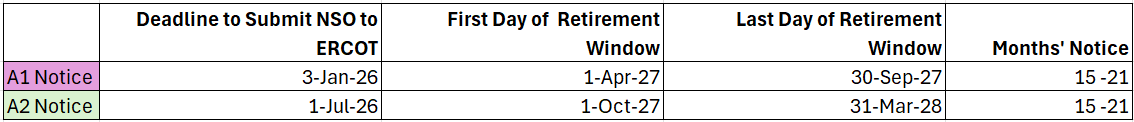 Deadline to Submit NSO to ERCOT First Day of Retirement Window Last Day of Retirement Window Months' Notice
A1 Notice 3-Jan-26 1-Apr-27 30-Sep-27 15 -21
A2 Notice 1-Jul-26 1-Oct-27 31-Mar-28 15 -21